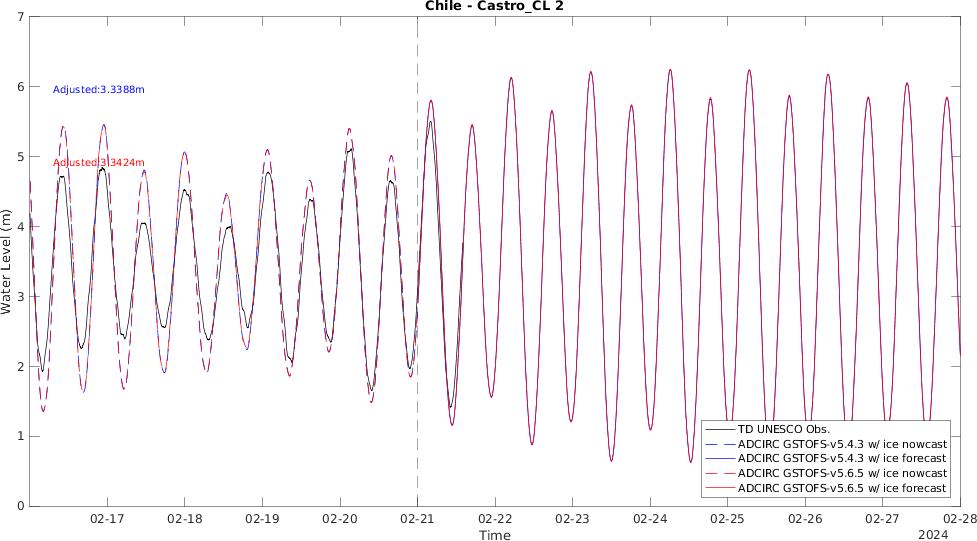 Chile - Castro_CL 2
7
6
5
4
3
2
1
0
Water Level (m)
Adjusted:3.3388m
Adjusted:3.3424m
TD UNESCO Obs.
ADCIRC GSTOFS-v5.4.3 w/ ice nowcast
ADCIRC GSTOFS-v5.4.3 w/ ice forecast
ADCIRC GSTOFS-v5.6.5 w/ ice nowcast
ADCIRC GSTOFS-v5.6.5 w/ ice forecast
02-17 02-18 02-19 02-20 02-21 02-22 02-23 02-24 02-25 02-26 02-27 02-28
Time
2024